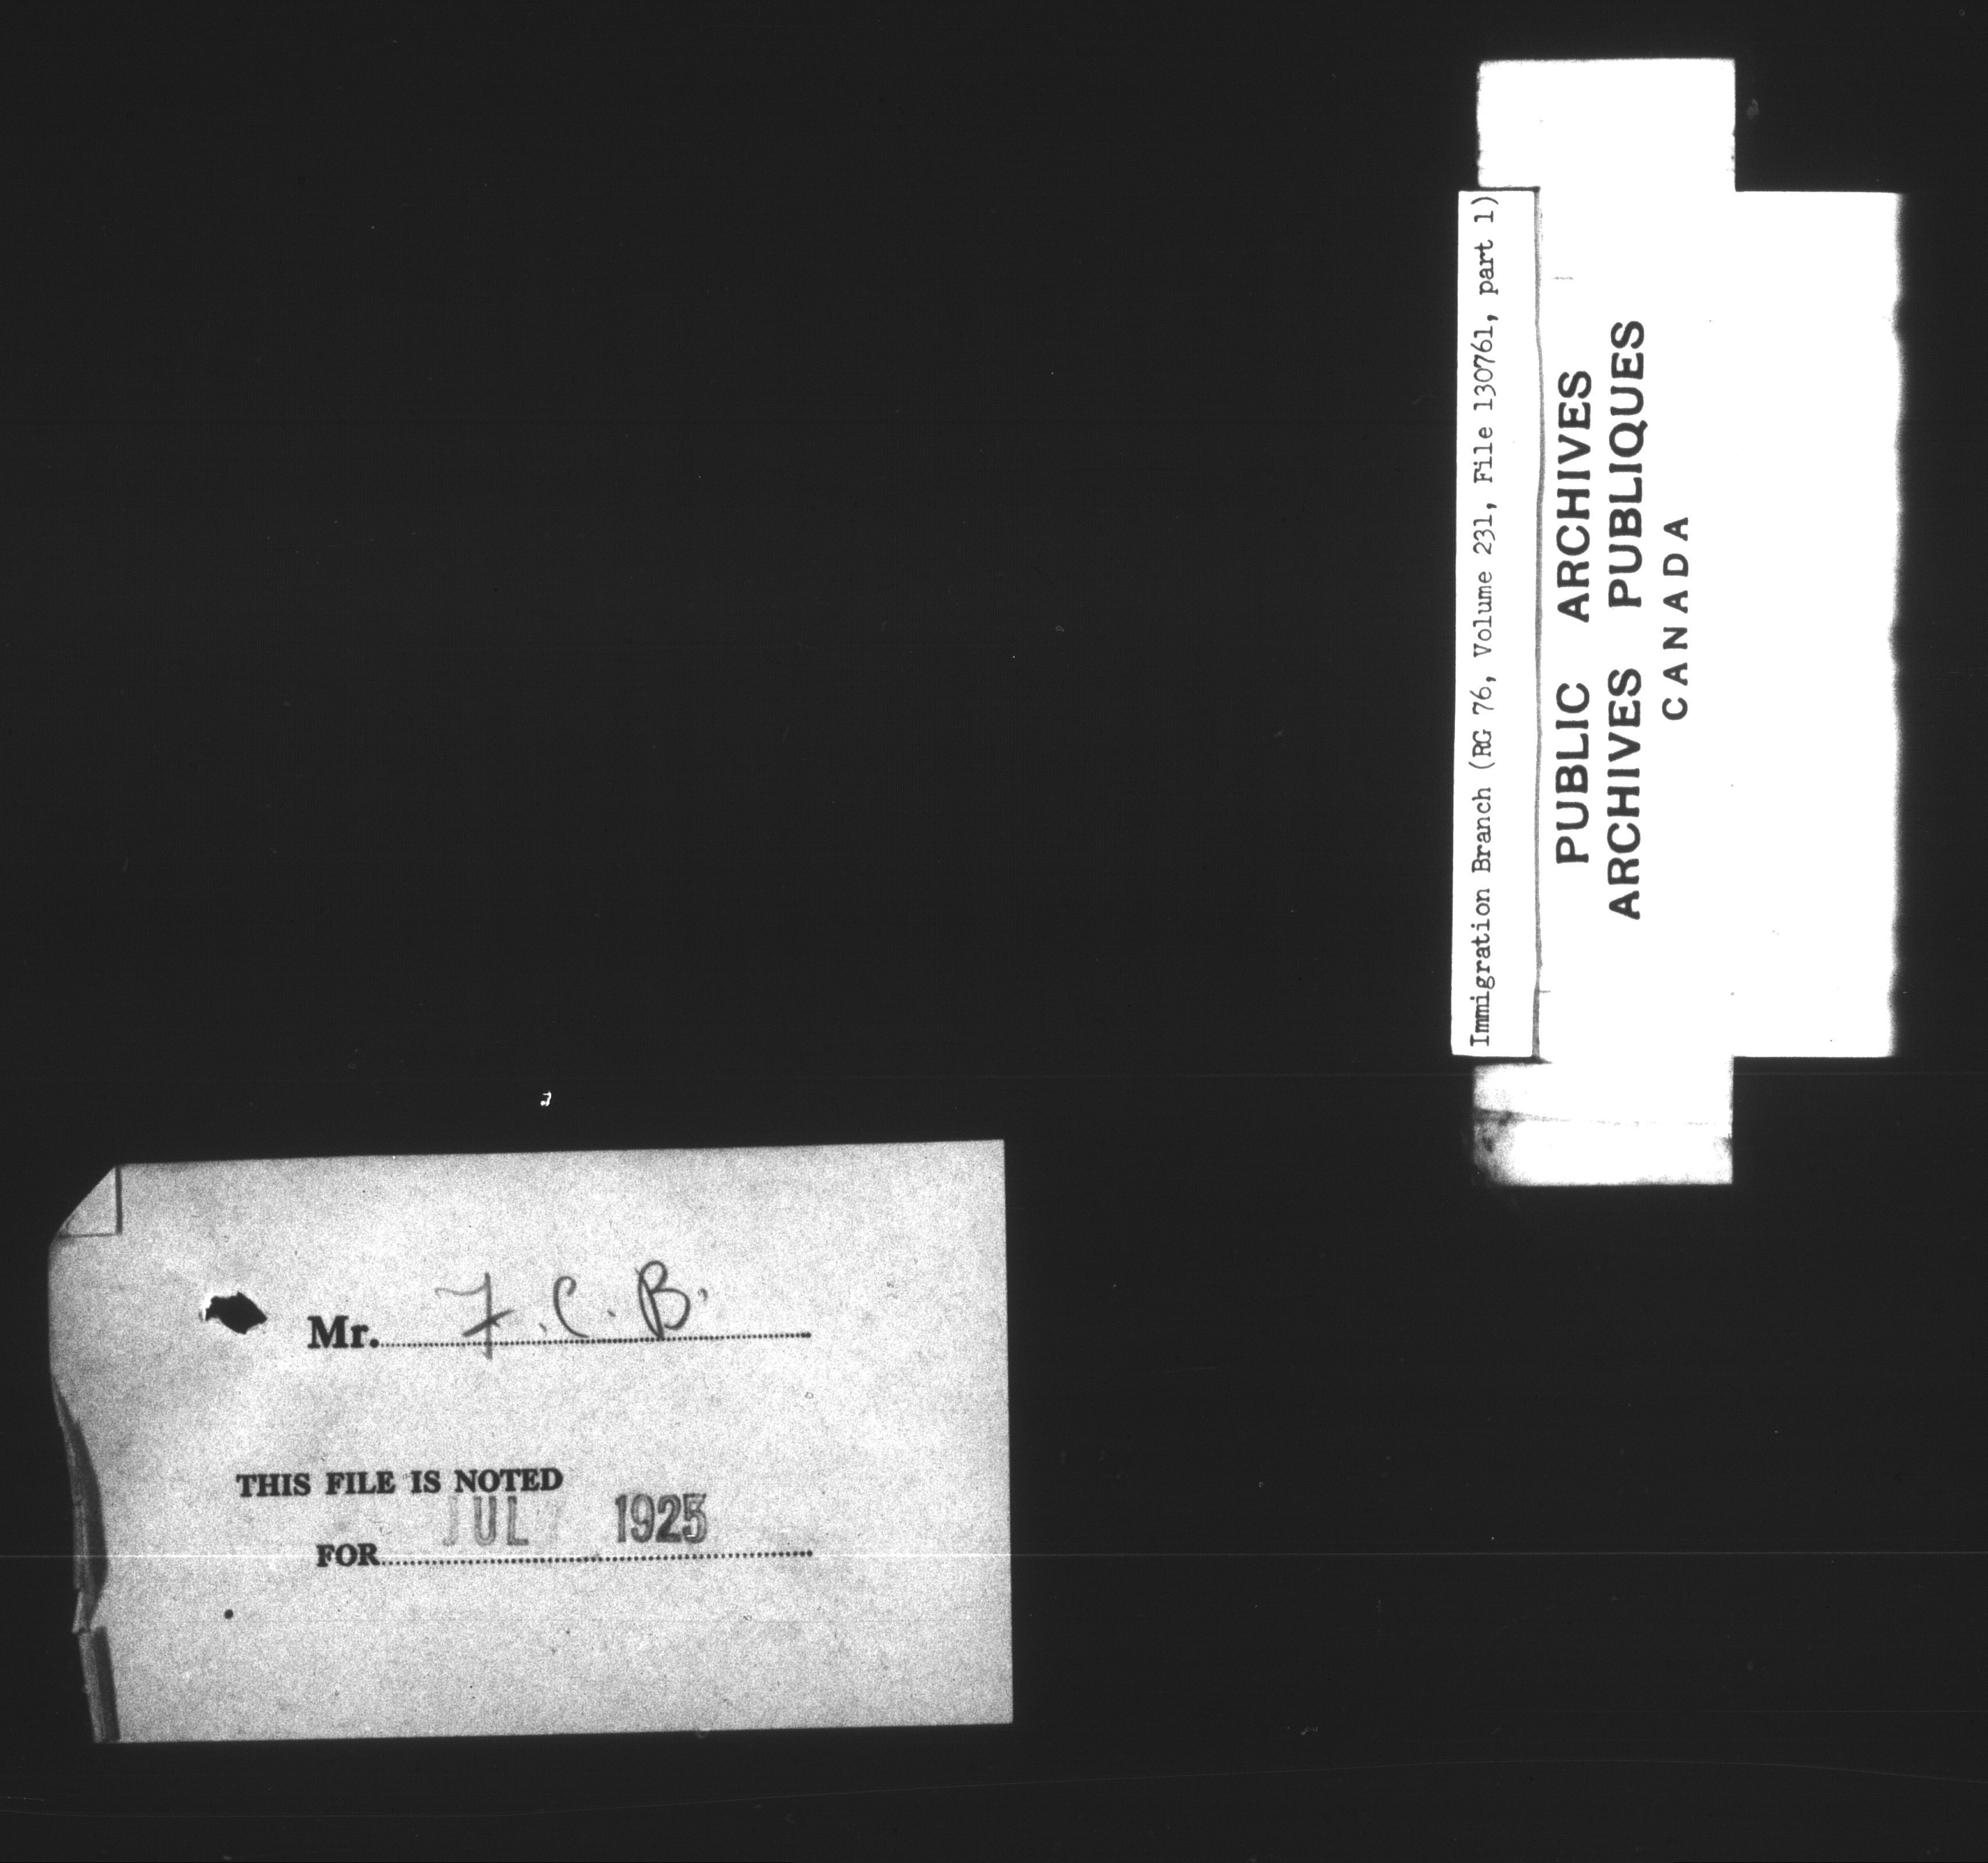 Immigration Branch (RG 76, Volume 231, File 130761, part 1)
PUBLIC ARCHIVES
ARCHIVES PUBLIQUES
CANADA
Mr. F.C.B.
THIS FILE IS NOTED
JUL 1925
FOR